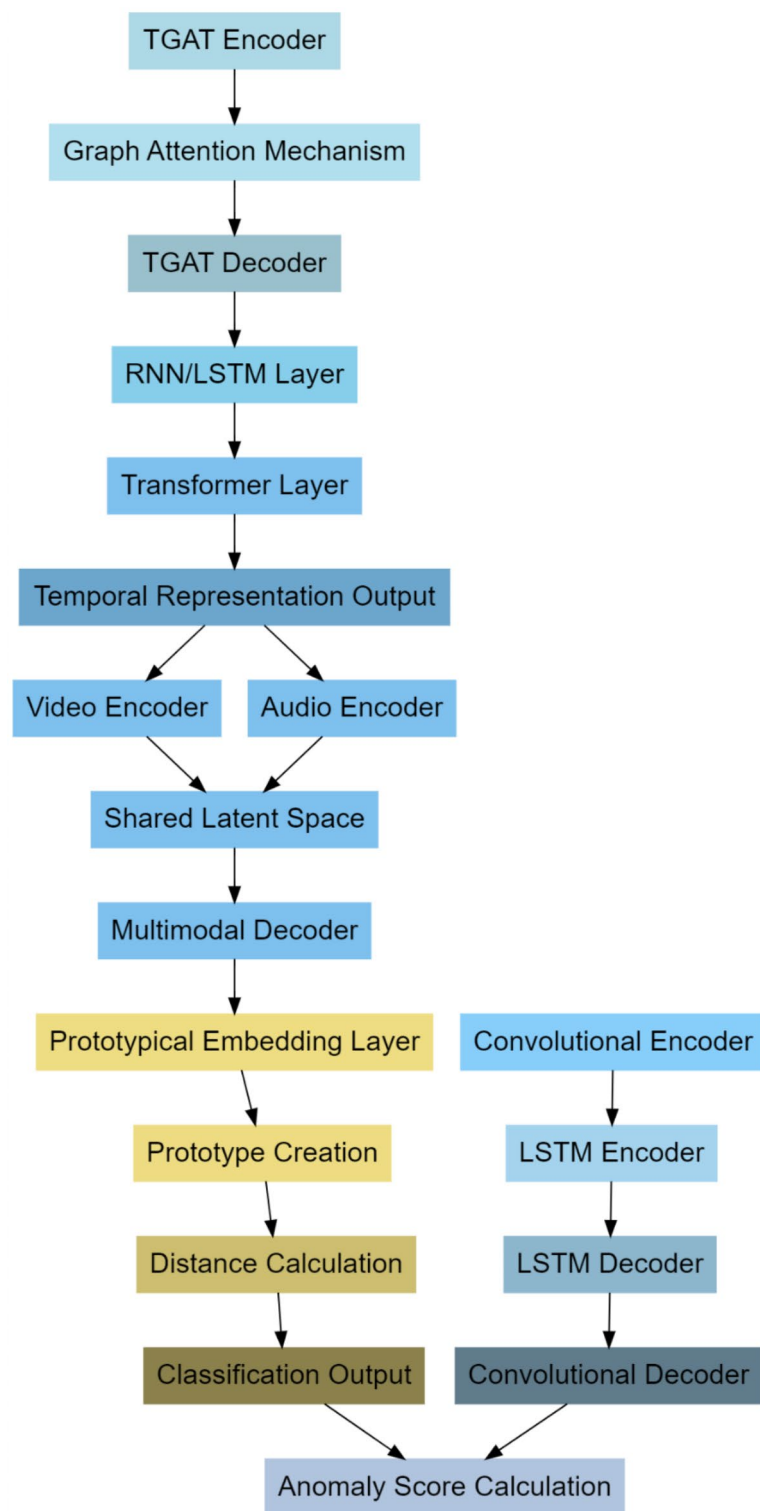 TGAT Encoder
Graph Attention Mechanism
TGAT Decoder
RNN/LSTM Layer
Transformer Layer
Temporal Representation Output
Video Encoder
Audio Encoder
Shared Latent Space
Multimodal Decoder
Prototypical Embedding Layer
Convolutional Encoder
Prototype Creation
LSTM Encoder
Distance Calculation
LSTM Decoder
Classification Output
Convolutional Decoder
Anomaly Score Calculation